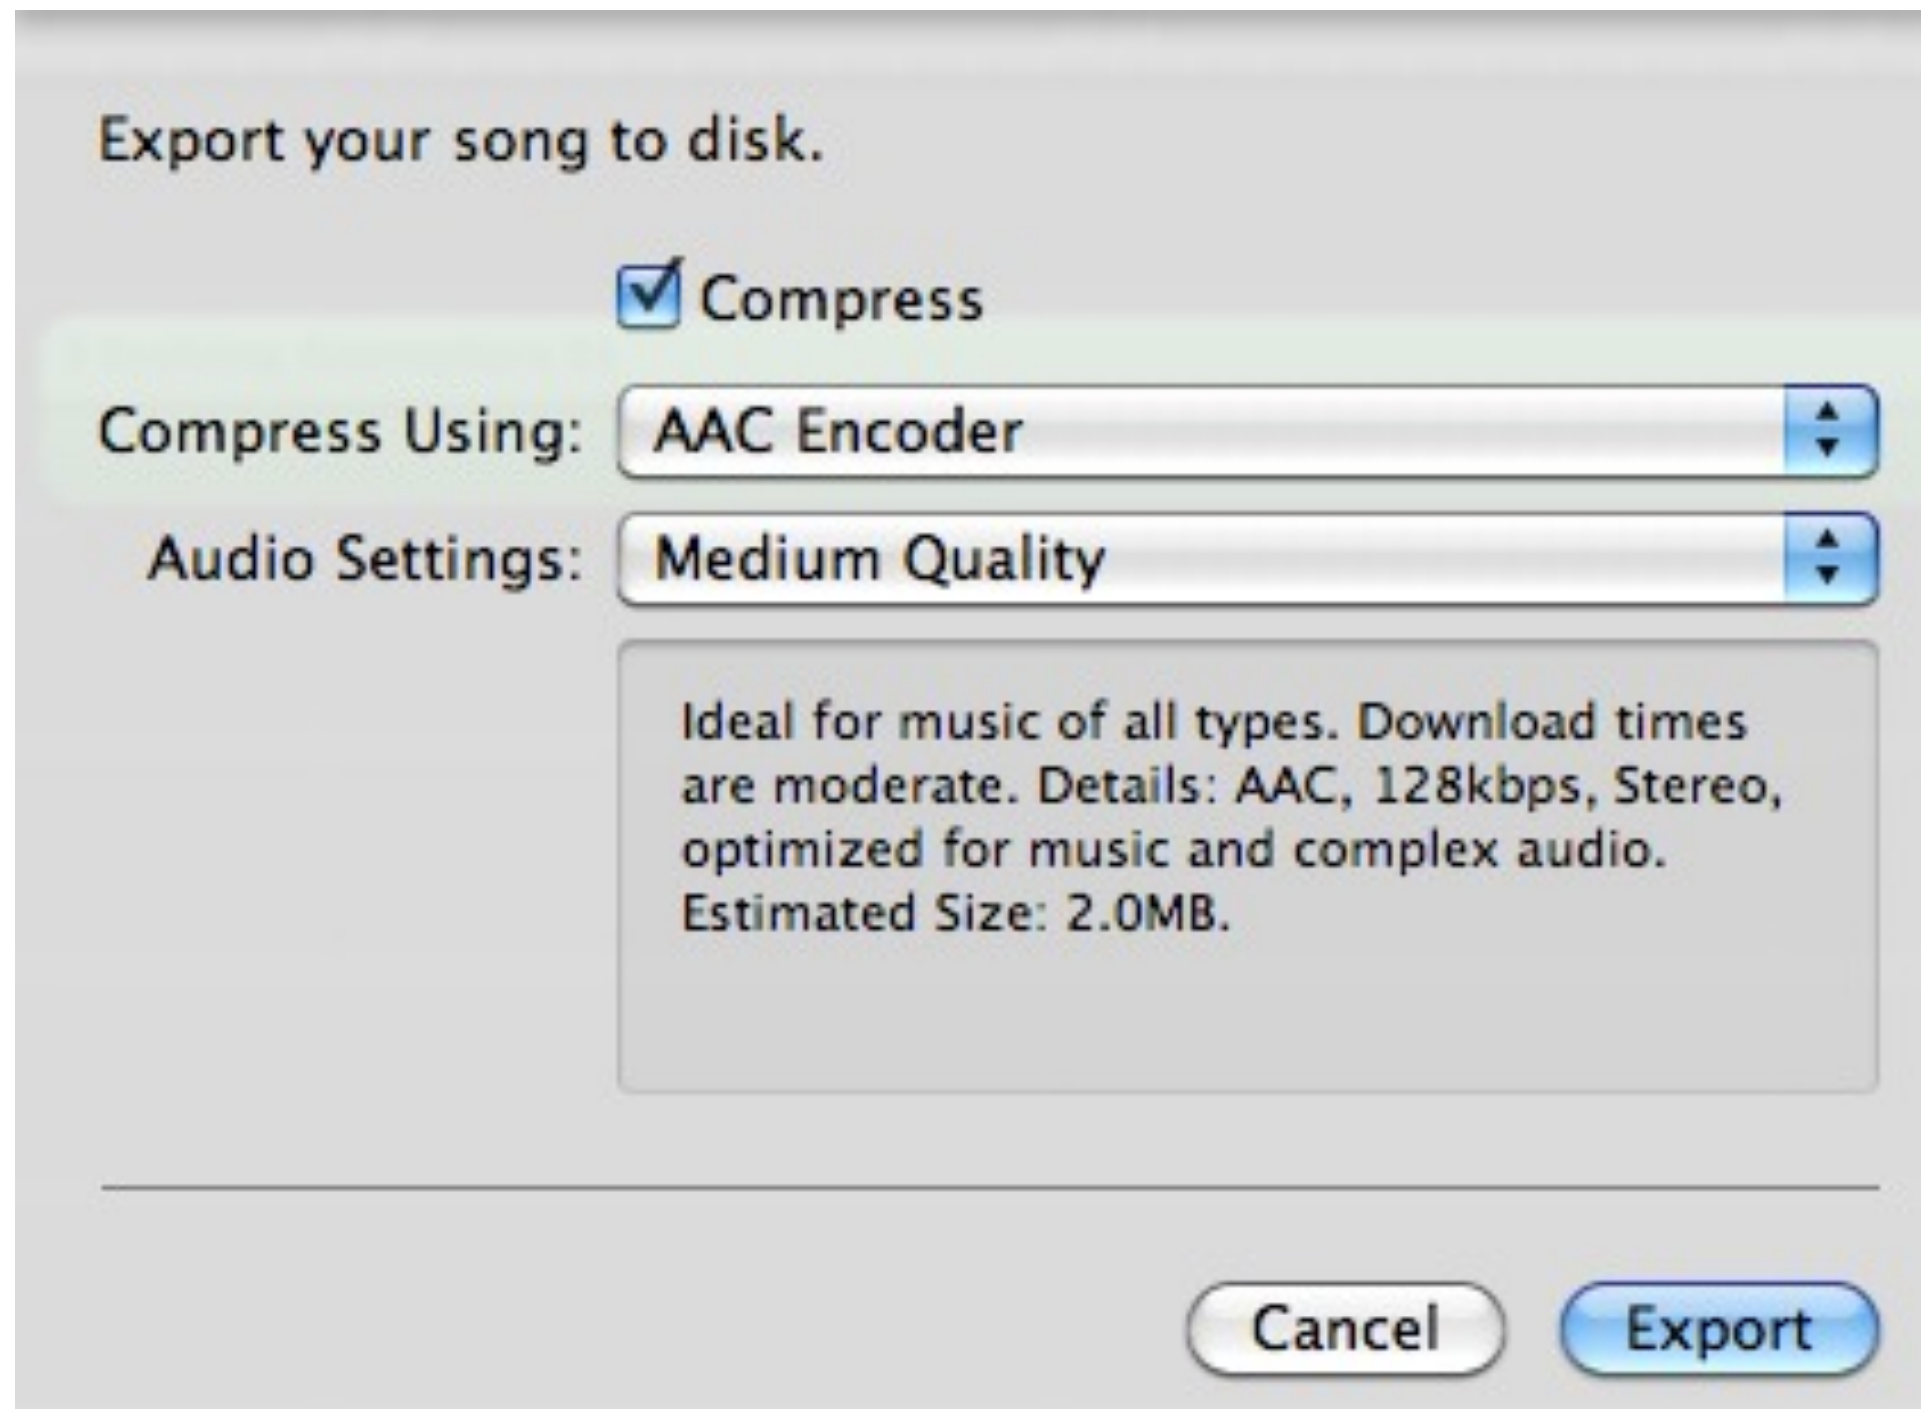 Export your song to disk.
Compress
Compress Using: AAC Encoder
Audio Settings: Medium Quality
Ideal for music of all types. Download times
are moderate. Details: AAC, 128kbps, Stereo,
optimized for music and complex audio.
Estimated Size: 2.0MB.
Cancel Export